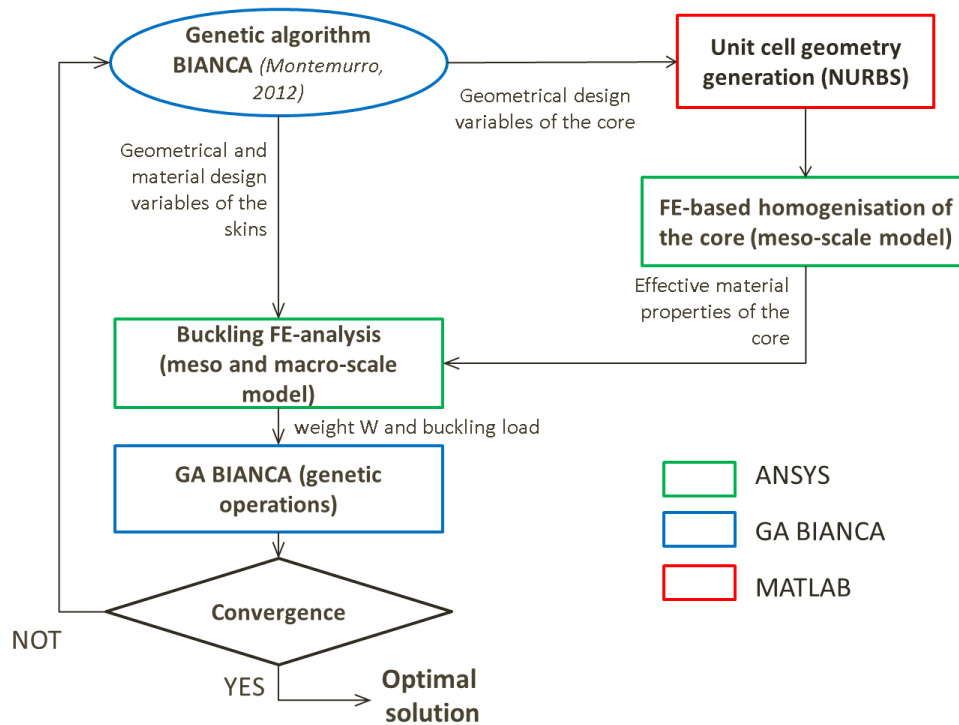 Genetic algorithm
BIANCA (Montemurro,
2012)
Unit cell geometry
generation (NURBS)
Geometrical design
variables of the core
Geometrical and
material design
variables of the
skins
FE-based homogenisation of
the core (meso-scale model)
Effective material
properties of the
core
Buckling FE-analysis
(meso and macro-scale
model)
weight W and buckling load
GA BIANCA (genetic
operations)
ANSYS
GA BIANCA
MATLAB
Convergence
NOT
YES
Optimal
solution